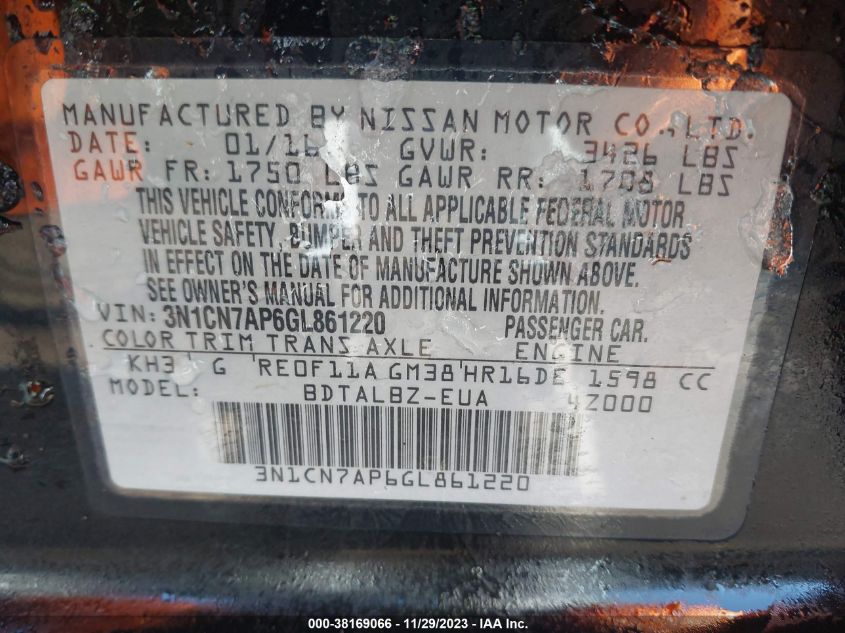 MANUFACTURED BY NISSAN MOTOR CO., LTD.
DATE: 01/16 GVWR: 3426 LBS
GAWR FR: 1750 LBS GAWR RR: 1708 LBS
THIS VEHICLE CONFORMS TO ALL APPLICABLE FEDERAL MOTOR
VEHICLE SAFETY, BUMPER AND THEFT PREVENTION STANDARDS
IN EFFECT ON THE DATE OF MANUFACTURE SHOWN ABOVE.
SEE OWNER'S MANUAL FOR ADDITIONAL INFORMATION.
VIN: 3N1CN7AP6GL861220 PASSENGER CAR.
COLOR TRIM TRANS AXLE ENGINE
KH3 G RE0F11A GM38 HR16DE 1598 CC
MODEL: BDTALBZ-EUA 4Z000
3N1CN7AP6GL861220
000-38169066 - 11/29/2023 - IAA Inc.